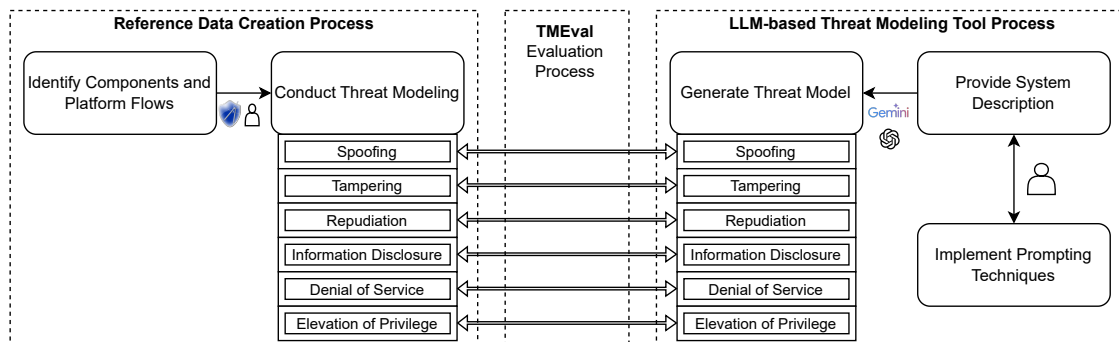 Reference Data Creation Process
Identify Components and
Platform Flows
Conduct Threat Modeling
Spoofing
Tampering
Repudiation
Information Disclosure
Denial of Service
Elevation of Privilege
TMEval
Evaluation
Process
LLM-based Threat Modeling Tool Process
Generate Threat Model
Gemini
Provide System
Description
Spoofing
Tampering
Repudiation
Information Disclosure
Denial of Service
Elevation of Privilege
Implement Prompting
Techniques